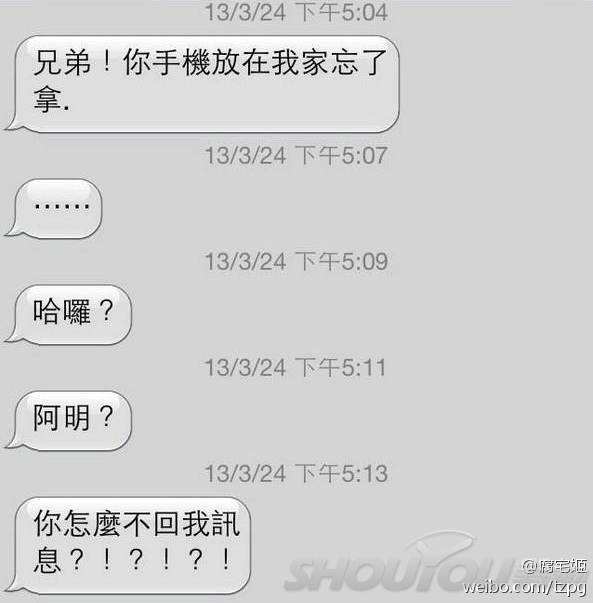 13/3/24 下午5:04
兄弟！你手機放在我家忘了
拿.
13/3/24 下午5:07
……
13/3/24 下午5:09
哈囉？
13/3/24 下午5:11
阿明？
13/3/24 下午5:13
你怎麼不回我訊
息？！？！？！
@腐宅姬
SHOUYOU
weibo.com/tzpg